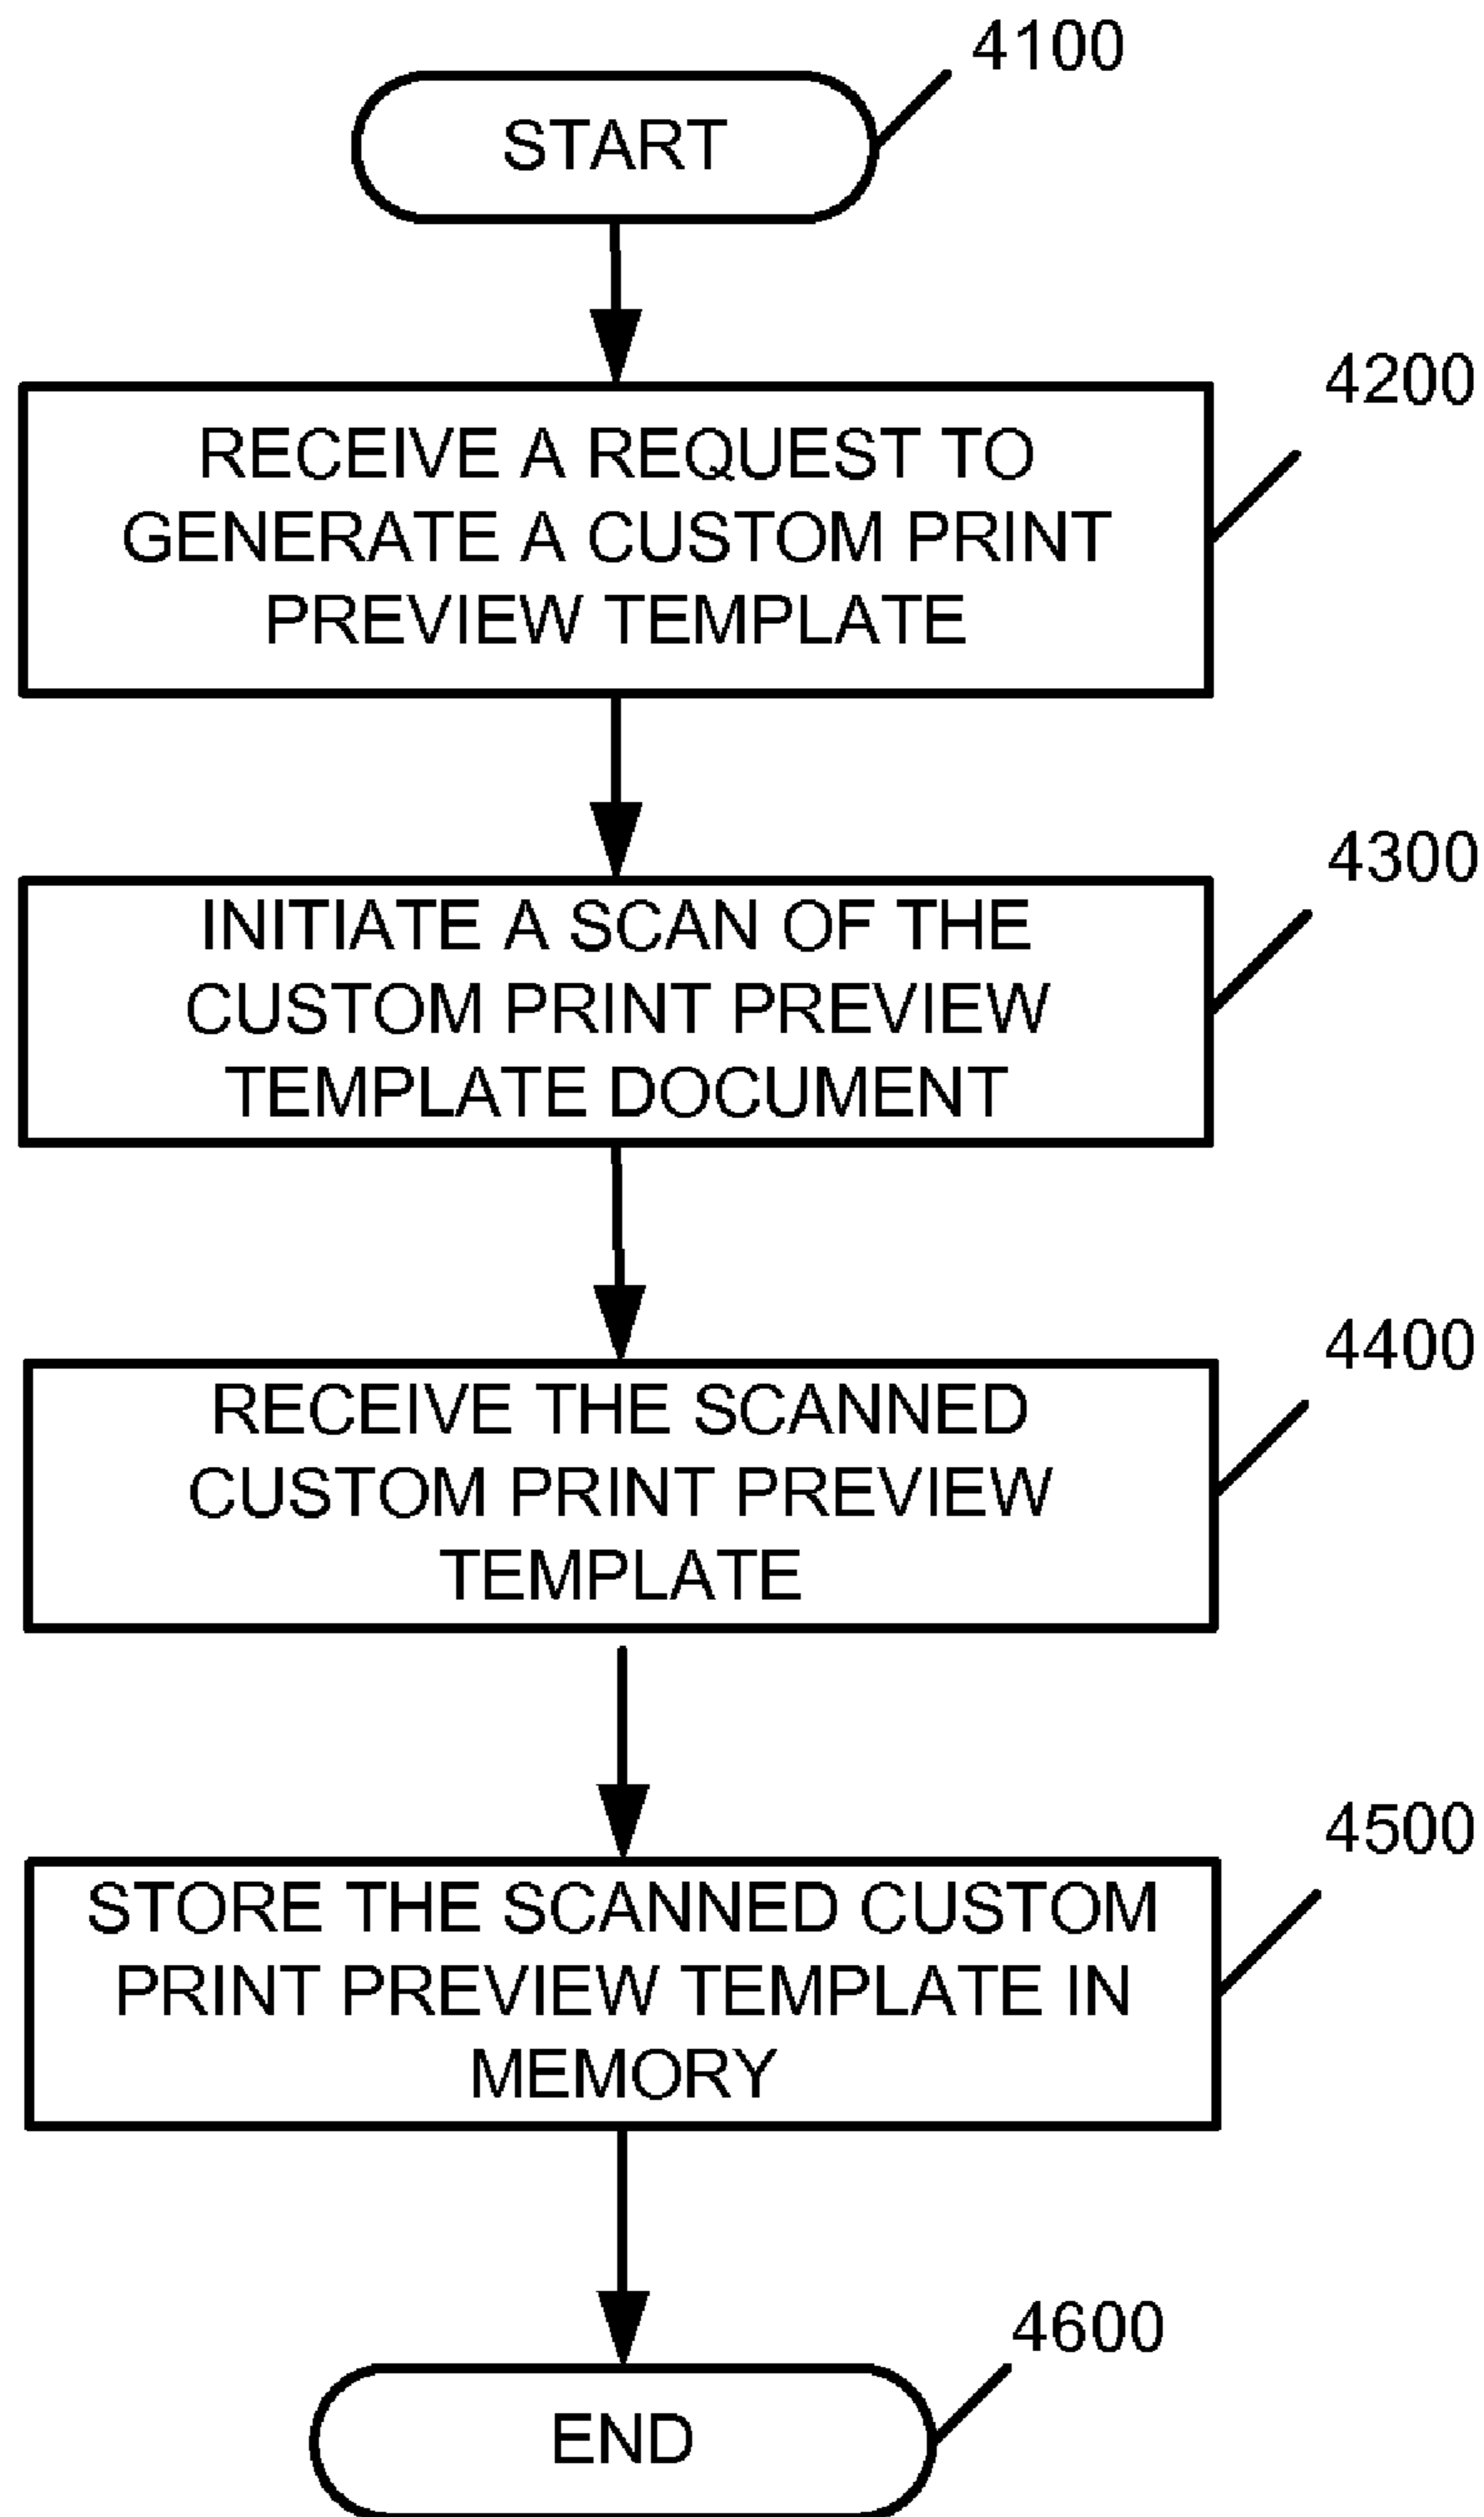 4100
START
4200
RECEIVE A REQUEST TO
GENERATE A CUSTOM PRINT
PREVIEW TEMPLATE
4300
INITIATE A SCAN OF THE
CUSTOM PRINT PREVIEW
TEMPLATE DOCUMENT
4400
RECEIVE THE SCANNED
CUSTOM PRINT PREVIEW
TEMPLATE
4500
STORE THE SCANNED CUSTOM
PRINT PREVIEW TEMPLATE IN
MEMORY
4600
END